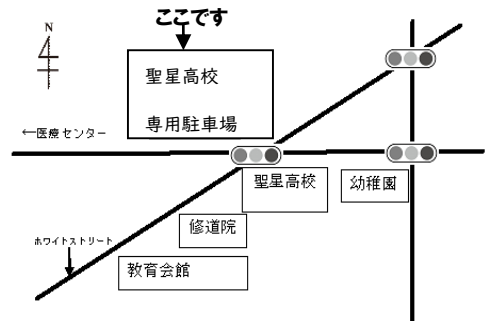 ここです
N
聖星高校
専用駐車場
←医療センター
聖星高校
幼稚園
修道院
ホワイトストリート
教育会館